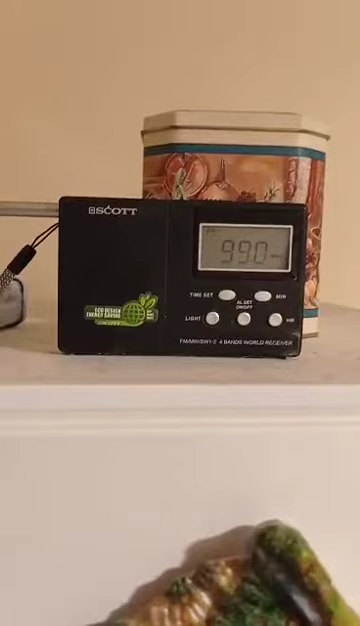 SCOTT
990
TIME SET
MIN
AL SET
ON/OFF
LIGHT
HR
ECO DESIGN
ENERGY SAVING
FM/MW/SW1-2 4 BANDS WORLD RECEIVER